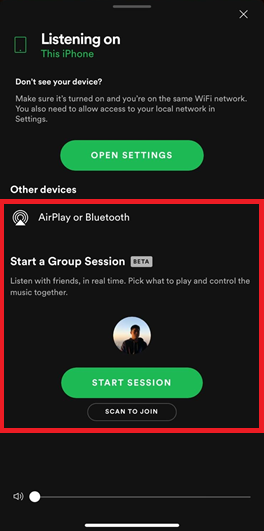 Listening on
This iPhone
Don't see your device?
Make sure it's turned on and you're on the same WiFi network.
You also need to allow access to your local network in
Settings.
OPEN SETTINGS
Other devices
AirPlay or Bluetooth
Start a Group Session BETA
Listen with friends, in real time. Pick what to play and control the
music together.
START SESSION
SCAN TO JOIN